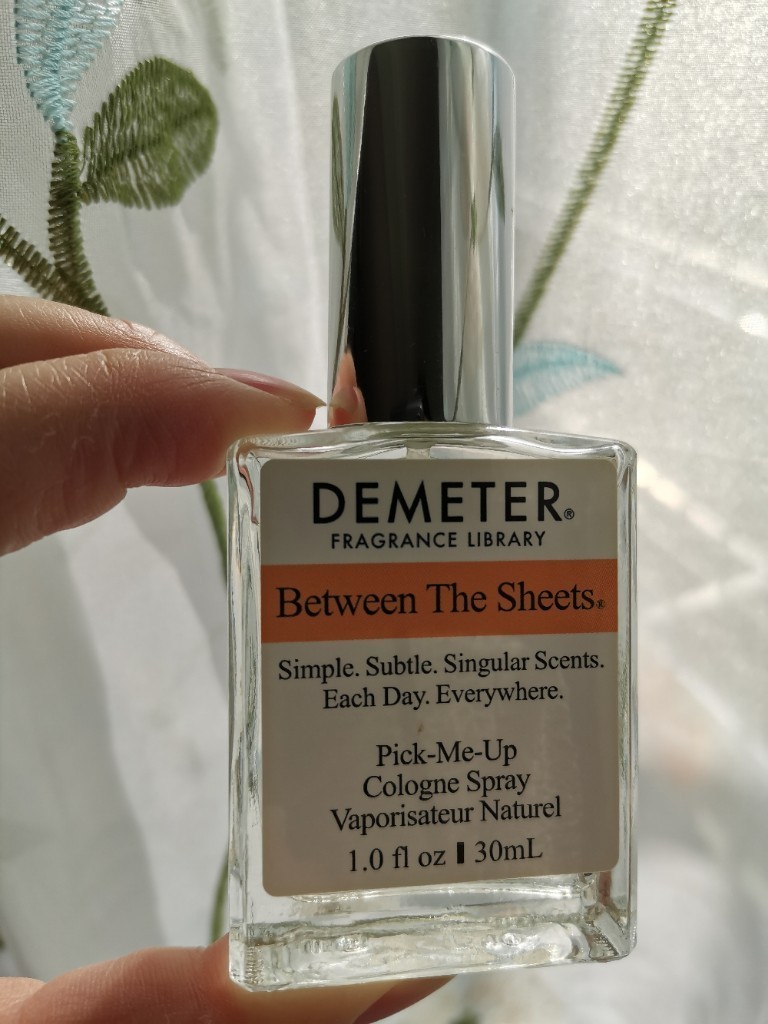 DEMETER®
FRAGRANCE LIBRARY
Between The Sheets®
Simple. Subtle. Singular Scents.
Each Day. Everywhere.
Pick-Me-Up
Cologne Spray
Vaporisateur Naturel
1.0 fl oz ▌30mL